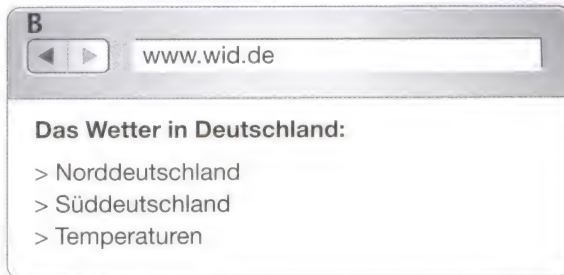 B
www.wid.de
Das Wetter in Deutschland:
> Norddeutschland
> Süddeutschland
> Temperaturen